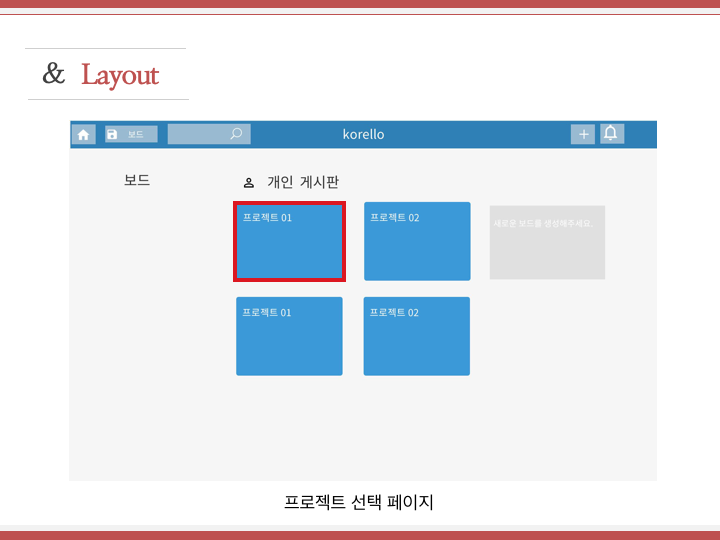 & Layout
보드
korello
보드
개인 게시판
프로젝트 01
프로젝트 02
새로운 보드를 생성해주세요
프로젝트 01
프로젝트 02
프로젝트 선택 페이지